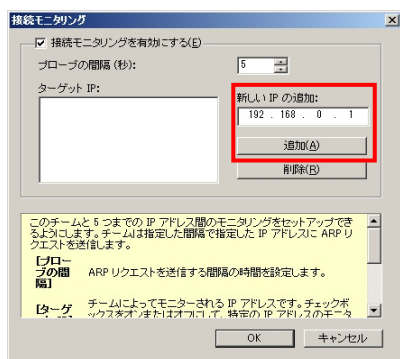 接続モニタリング
接続モニタリングを有効にする(E)
プローブの間隔 (秒):
5
ターゲット IP:
新しい IP の追加:
192 . 168 . 0 . 1
追加(A)
削除(R)
このチームと 5 つまでの IP アドレス間のモニタリングをセットアップでき
るようにします。チームは指定した間隔で指定した IP アドレスに ARP リ
クエストを送信します。
[プロー
ブの間
隔]
ARP リクエストを送信する間隔の時間を設定します。
[ターゲ
チームによってモニターされる IP アドレスです。チェックボ
ックスをオンまたはオフにして、特定の IP アドレスのモニタ
OK
キャンセル